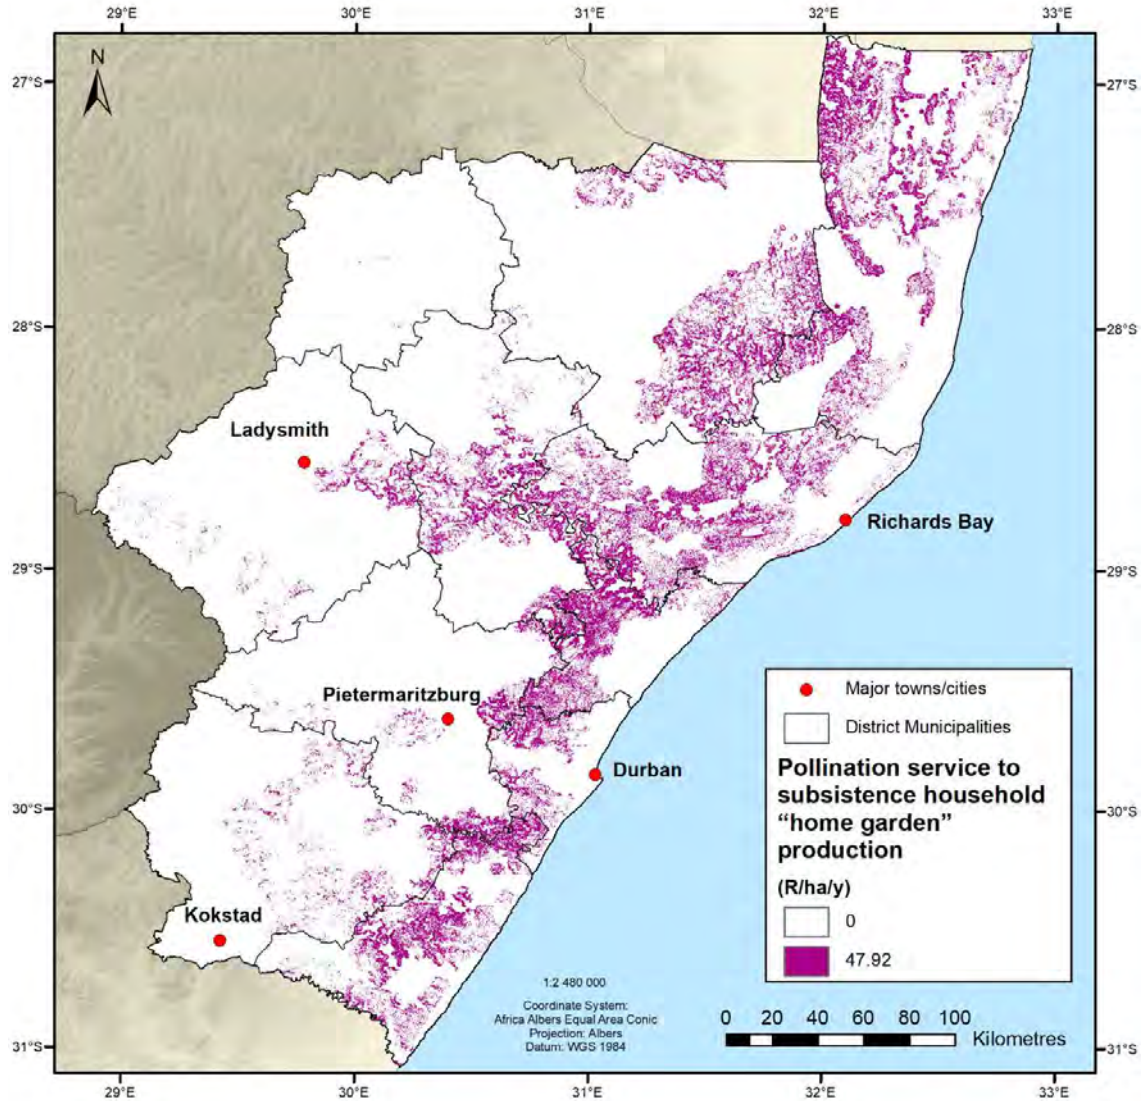 29°E 30°E 31°E 32°E 33°E
N
27°S 27°S
28°S 28°S
Ladysmith
Richards Bay
29°S 29°S
Pietermaritzburg
Durban
30°S 30°S
Kokstad
Major towns/cities
District Municipalities
Pollination service to
subsistence household
“home garden”
production
(R/ha/y)
0
47.92
1:2 480 000
Coordinate System:
Africa Albers Equal Area Conic
Projection: Albers
Datum: WGS 1984
0 20 40 60 80 100
Kilometres
31°S 31°S
29°E 30°E 31°E 32°E 33°E